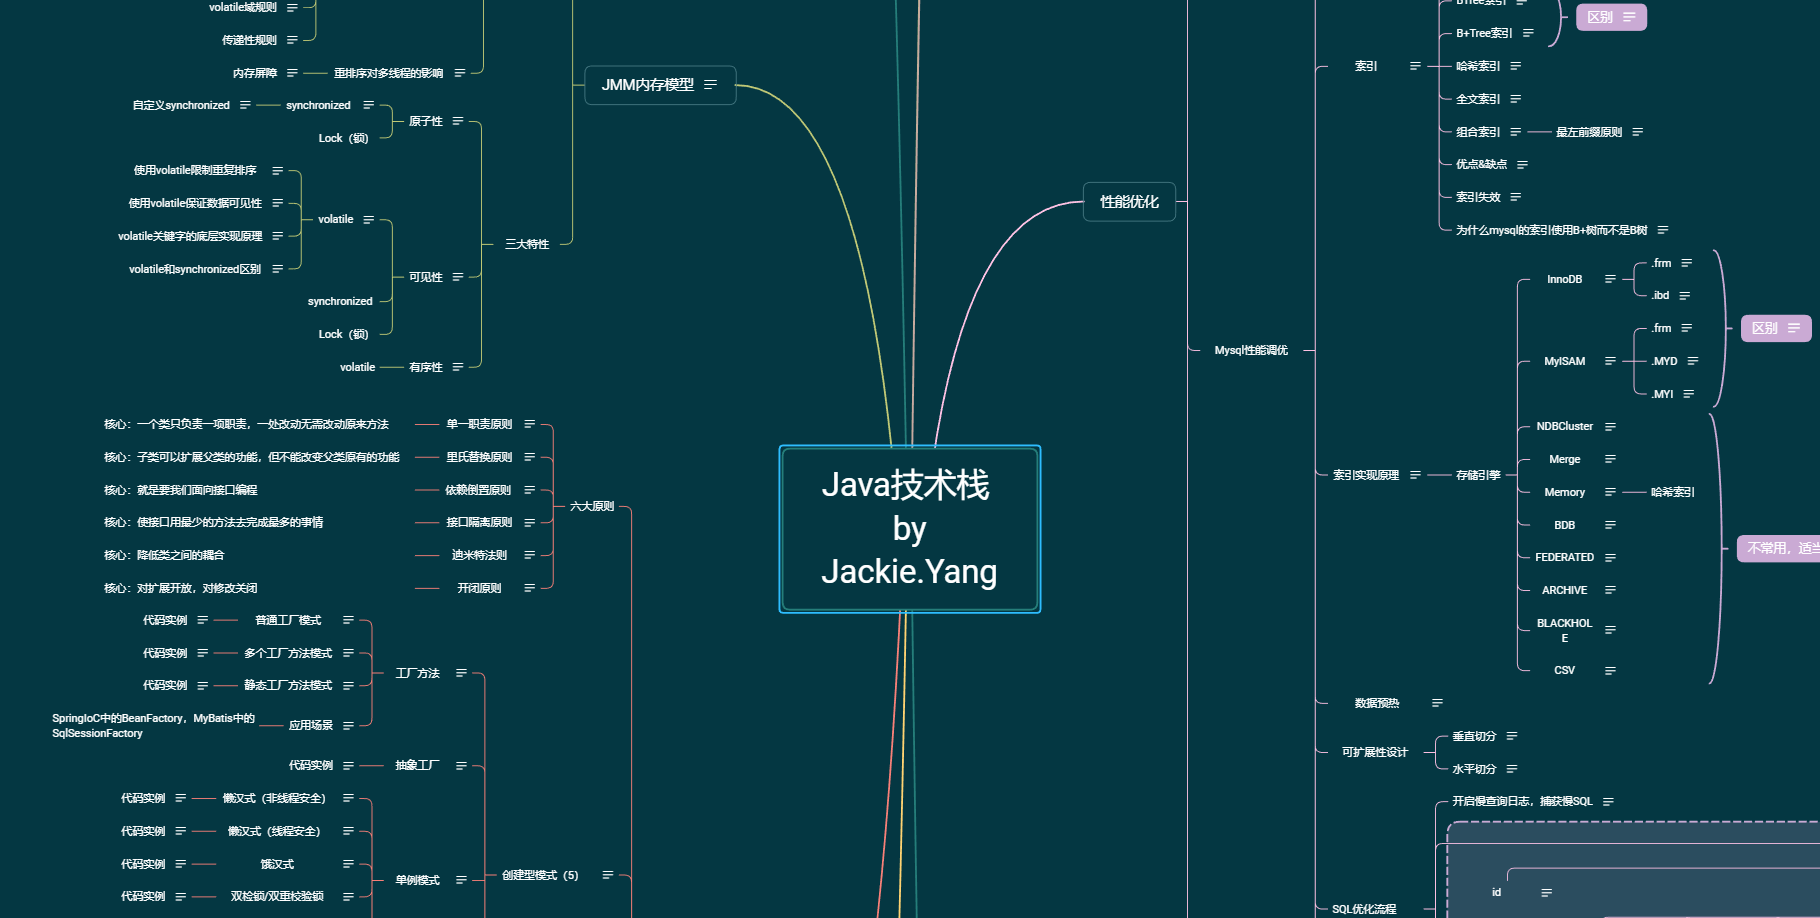 volatile域规则
传递性规则
内存屏障
重排序对多线程的影响
JMM内存模型
自定义synchronized
synchronized
原子性
Lock（锁）
使用volatile限制重复排序
使用volatile保证数据可见性
volatile
volatile关键字的底层实现原理
volatile和synchronized区别
三大特性
可见性
synchronized
Lock（锁）
volatile
有序性
核心：一个类只负责一项职责，一处改动无需改动原来方法
单一职责原则
核心：子类可以扩展父类的功能，但不能改变父类原有的功能
里氏替换原则
核心：就是要我们面向接口编程
依赖倒置原则
六大原则
核心：使接口用最少的方法去完成最多的事情
接口隔离原则
核心：降低类之间的耦合
迪米特法则
核心：对扩展开放，对修改关闭
开闭原则
代码实例
普通工厂模式
代码实例
多个工厂方法模式
工厂方法
代码实例
静态工厂方法模式
SpringIoC中的BeanFactory，MyBatis中的
SqlSessionFactory
应用场景
代码实例
抽象工厂
代码实例
懒汉式（非线程安全）
代码实例
懒汉式（线程安全）
代码实例
饿汉式
单例模式
创建型模式（5）
代码实例
双检锁/双重校验锁
Java技术栈
by
Jackie.Yang
性能优化
Mysql性能调优
索引
BTree索引
B+Tree索引
区别
哈希索引
全文索引
组合索引
最左前缀原则
优点&缺点
索引失效
为什么mysql的索引使用B+树而不是B树
索引实现原理
存储引擎
InnoDB
.frm
.ibd
MyISAM
.frm
.MYD
.MYI
区别
NDBCluster
Merge
Memory
哈希索引
BDB
FEDERATED
ARCHIVE
BLACKHOL
E
CSV
不常用，适当
数据预热
可扩展性设计
垂直切分
水平切分
开启慢查询日志，捕获慢SQL
id
SQL优化流程